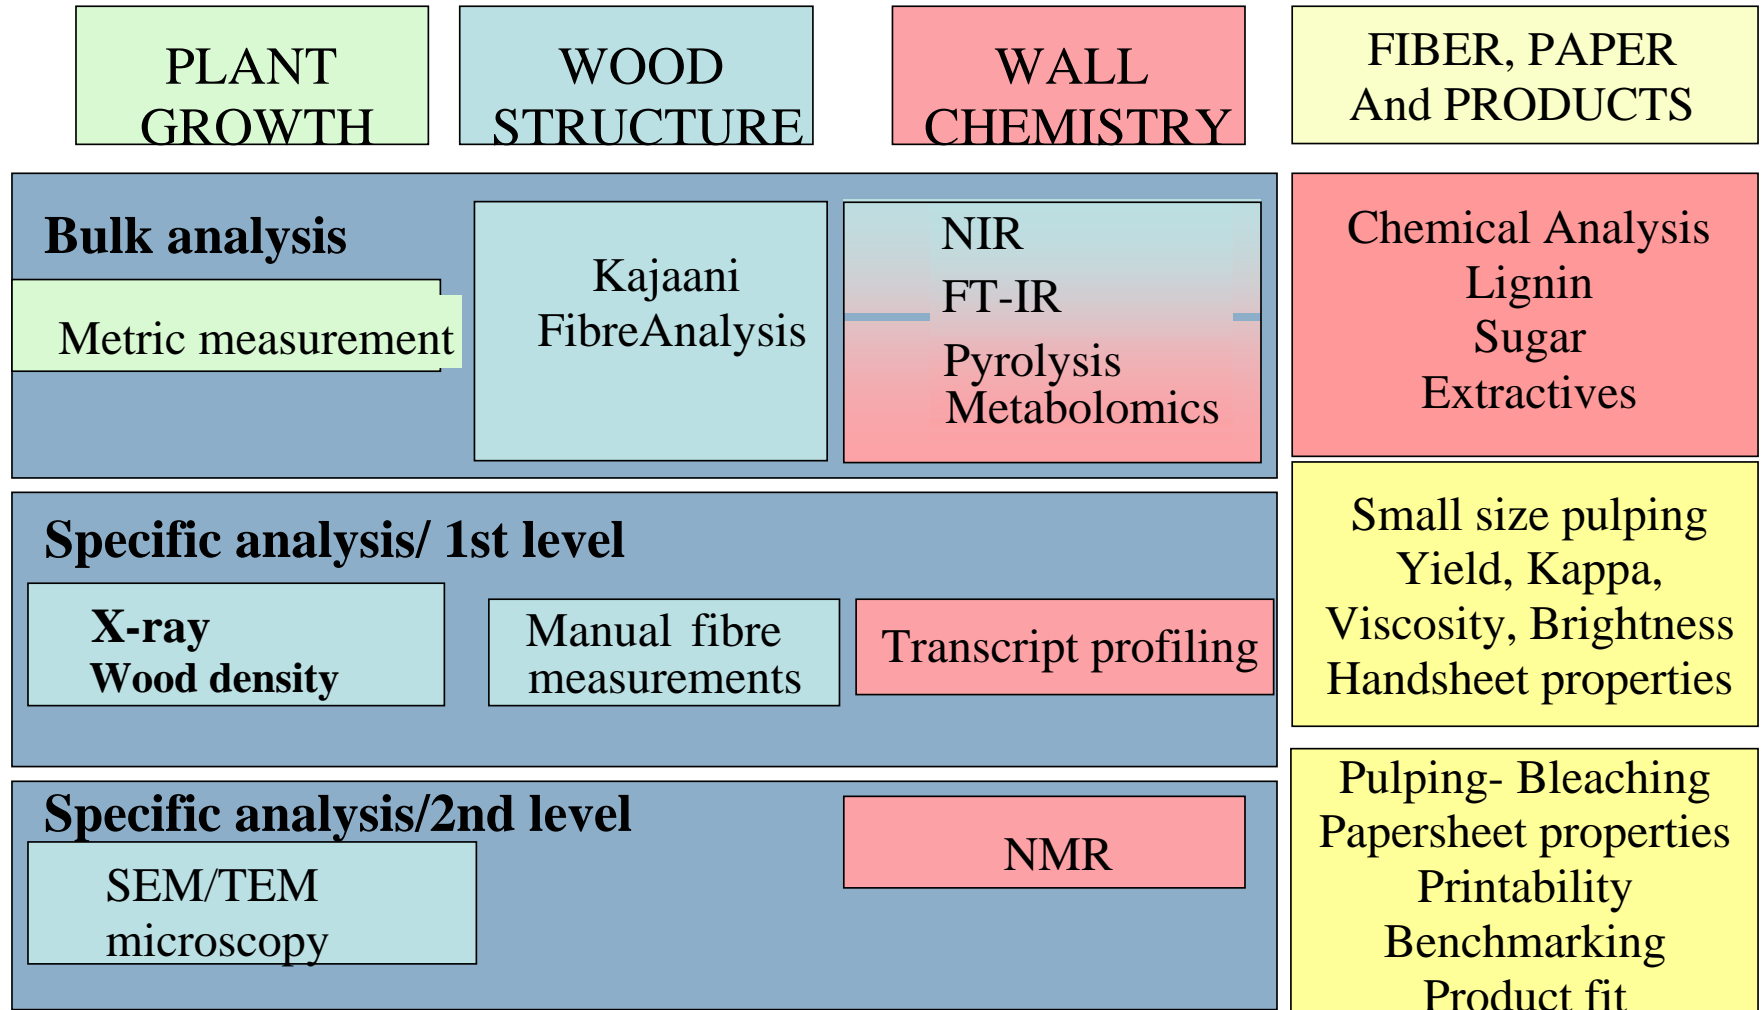 PLANT
GROWTH
WOOD
STRUCTURE
WALL
CHEMISTRY
FIBER, PAPER
And PRODUCTS
Bulk analysis
Metric measurement
Kajaani
FibreAnalysis
NIR
FT-IR
Pyrolysis
Metabolomics
Chemical Analysis
Lignin
Sugar
Extractives
Specific analysis/ 1st level
X-ray
Wood density
Manual fibre
measurements
Transcript profiling
Small size pulping
Yield, Kappa,
Viscosity, Brightness
Handsheet properties
Specific analysis/2nd level
SEM/TEM
microscopy
NMR
Pulping- Bleaching
Papersheet properties
Printability
Benchmarking
Product fit